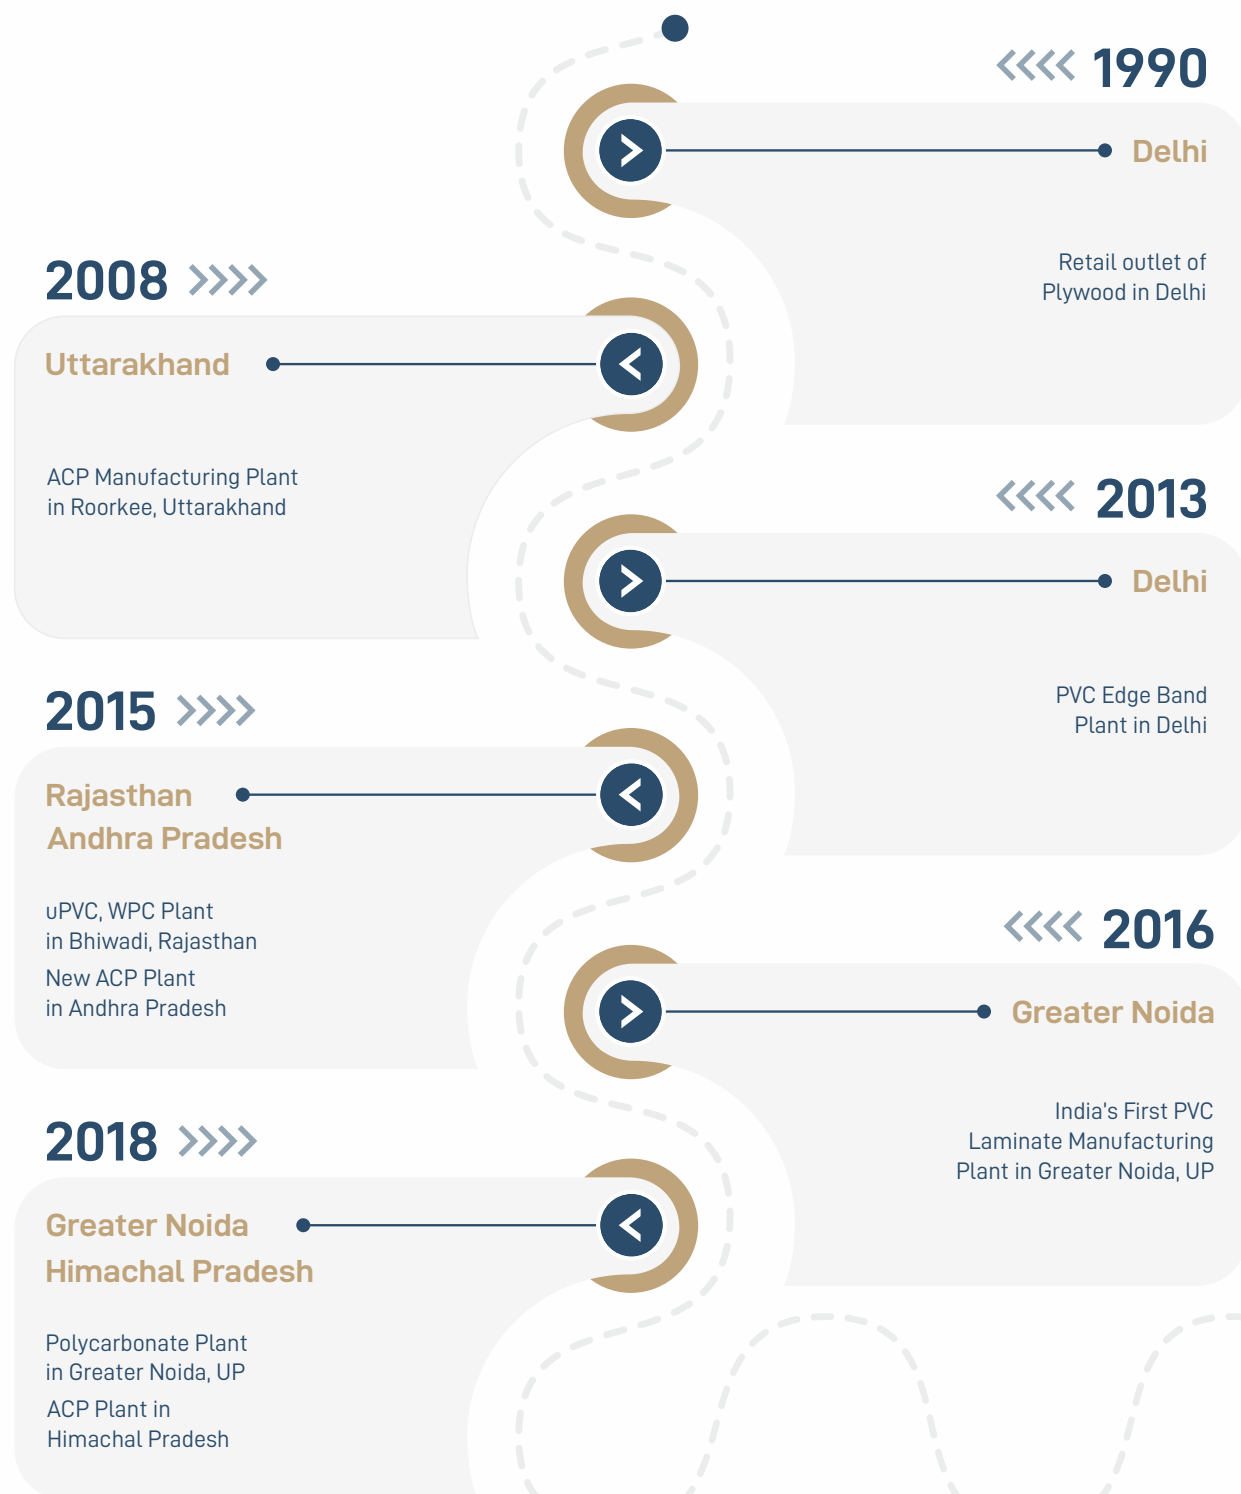 1990
Delhi
Retail outlet of
Plywood in Delhi
2008
Uttarakhand
ACP Manufacturing Plant
in Roorkee, Uttarakhand
2013
Delhi
PVC Edge Band
Plant in Delhi
2015
Rajasthan
Andhra Pradesh
uPVC, WPC Plant
in Bhiwadi, Rajasthan
New ACP Plant
in Andhra Pradesh
2016
Greater Noida
India's First PVC
Laminate Manufacturing
Plant in Greater Noida, UP
2018
Greater Noida
Himachal Pradesh
Polycarbonate Plant
in Greater Noida, UP
ACP Plant in
Himachal Pradesh